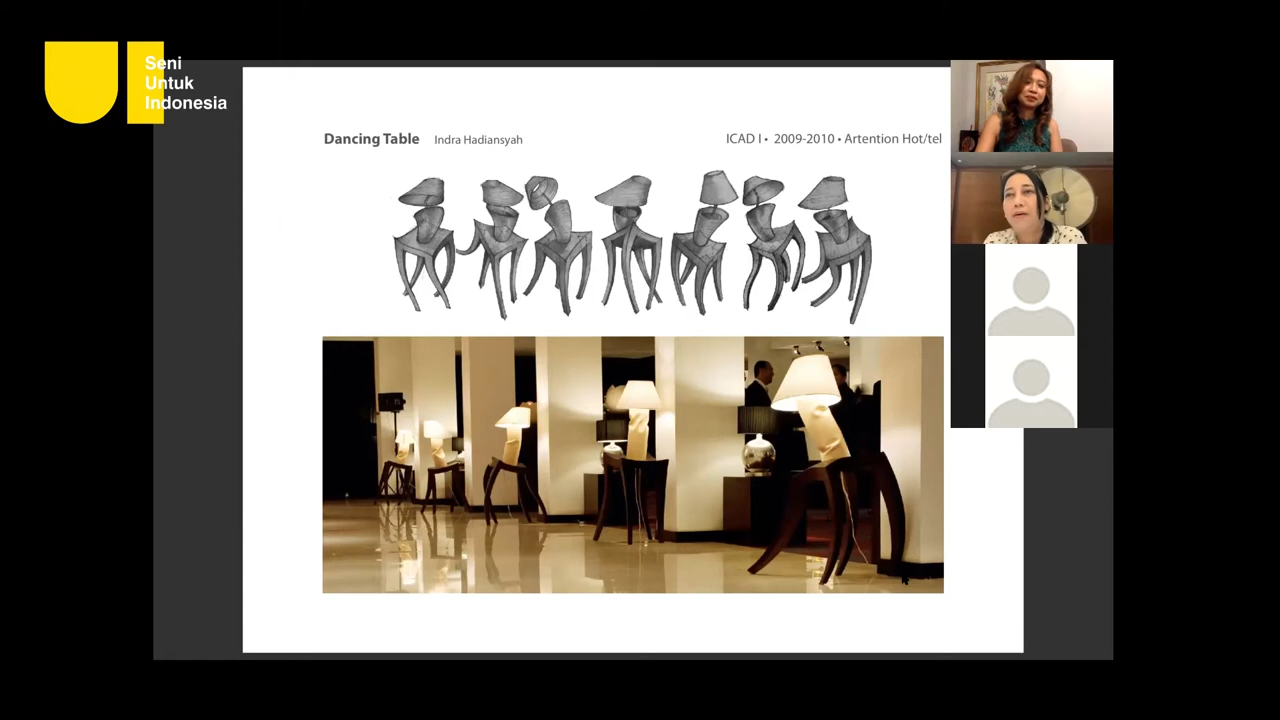 Seni
Untuk
Indonesia
Dancing Table Indra Hadiansyah
ICAD I • 2009-2010 • Artention Hot/tel